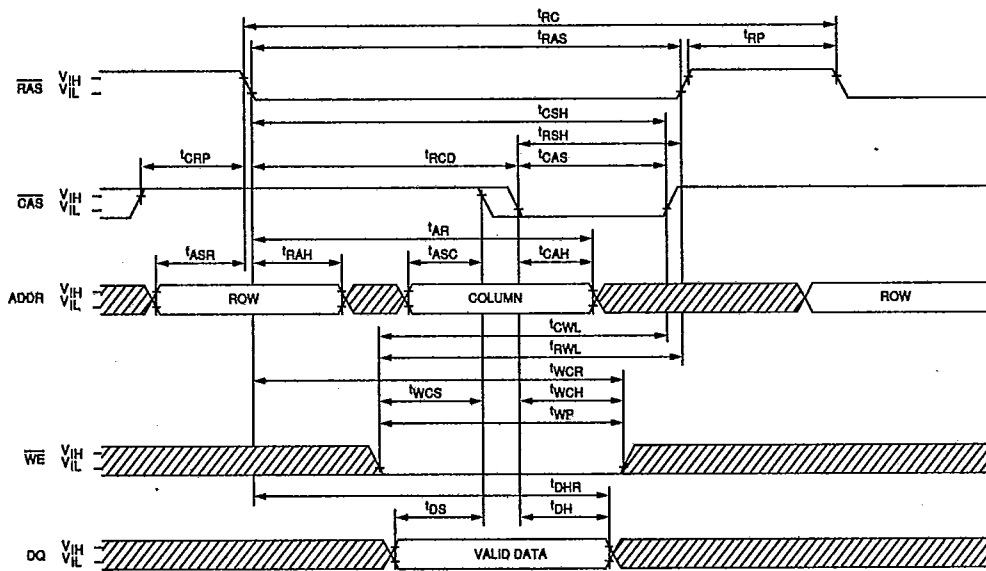 tRC
tRAS
tRP
RAS VIH
VIL
tCSH
tRSH
tCRP
tRCD
tCAS
CAS VIH
VIL
tAR
tASR
tRAH
tASC
tCAH
ADDR VIH
VIL
ROW
COLUMN
ROW
tCWL
tRWL
tWCR
tWCS
tWCH
tWP
WE VIH
VIL
tDHR
tDS
tDH
DQ VIH
VIL
VALID DATA